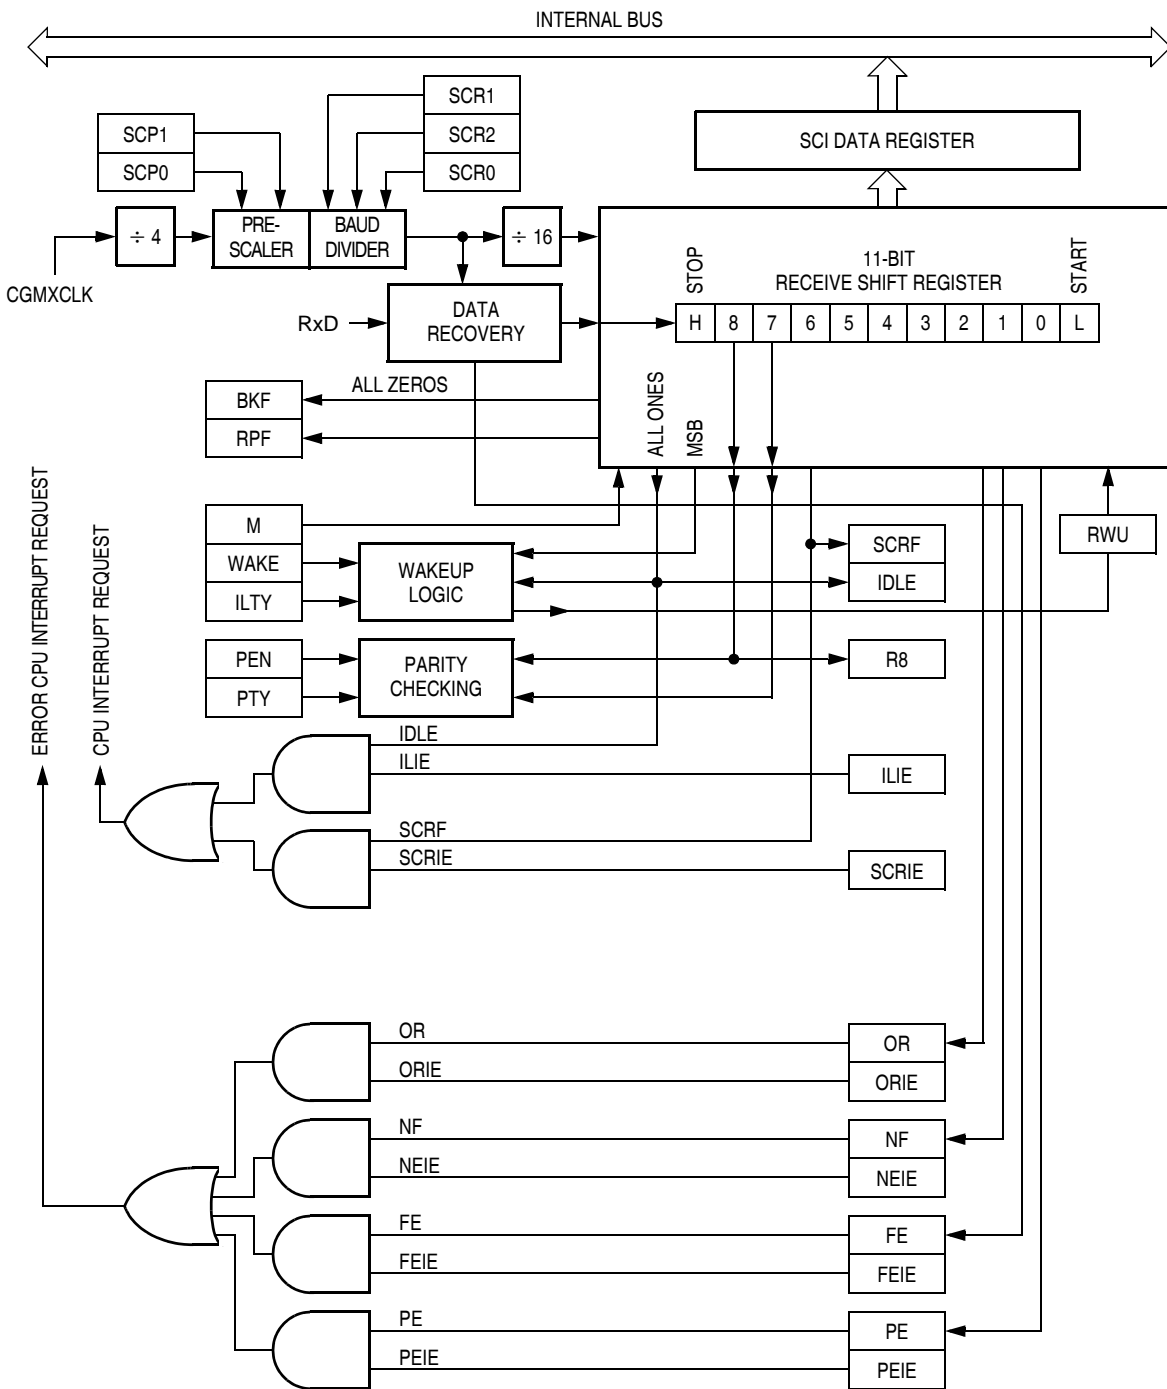 INTERNAL BUS
SCR1
SCR2
SCR0
SCP1
SCP0
SCI DATA REGISTER
÷ 4
PRE-
SCALER
BAUD
DIVIDER
÷ 16
CGMXCLK
RxD
DATA
RECOVERY
STOP
11-BIT
RECEIVE SHIFT REGISTER
START
H 8 7 6 5 4 3 2 1 0 L
ALL ZEROS
BKF
RPF
ALL ONES
MSB
M
WAKE
ILTY
WAKEUP
LOGIC
SCRF
IDLE
RWU
PEN
PTY
PARITY
CHECKING
R8
ERROR CPU INTERRUPT REQUEST
CPU INTERRUPT REQUEST
IDLE
ILIE
ILIE
SCRF
SCRIE
SCRIE
OR
ORIE
OR
ORIE
NF
NEIE
NF
NEIE
FE
FEIE
FE
FEIE
PE
PEIE
PE
PEIE